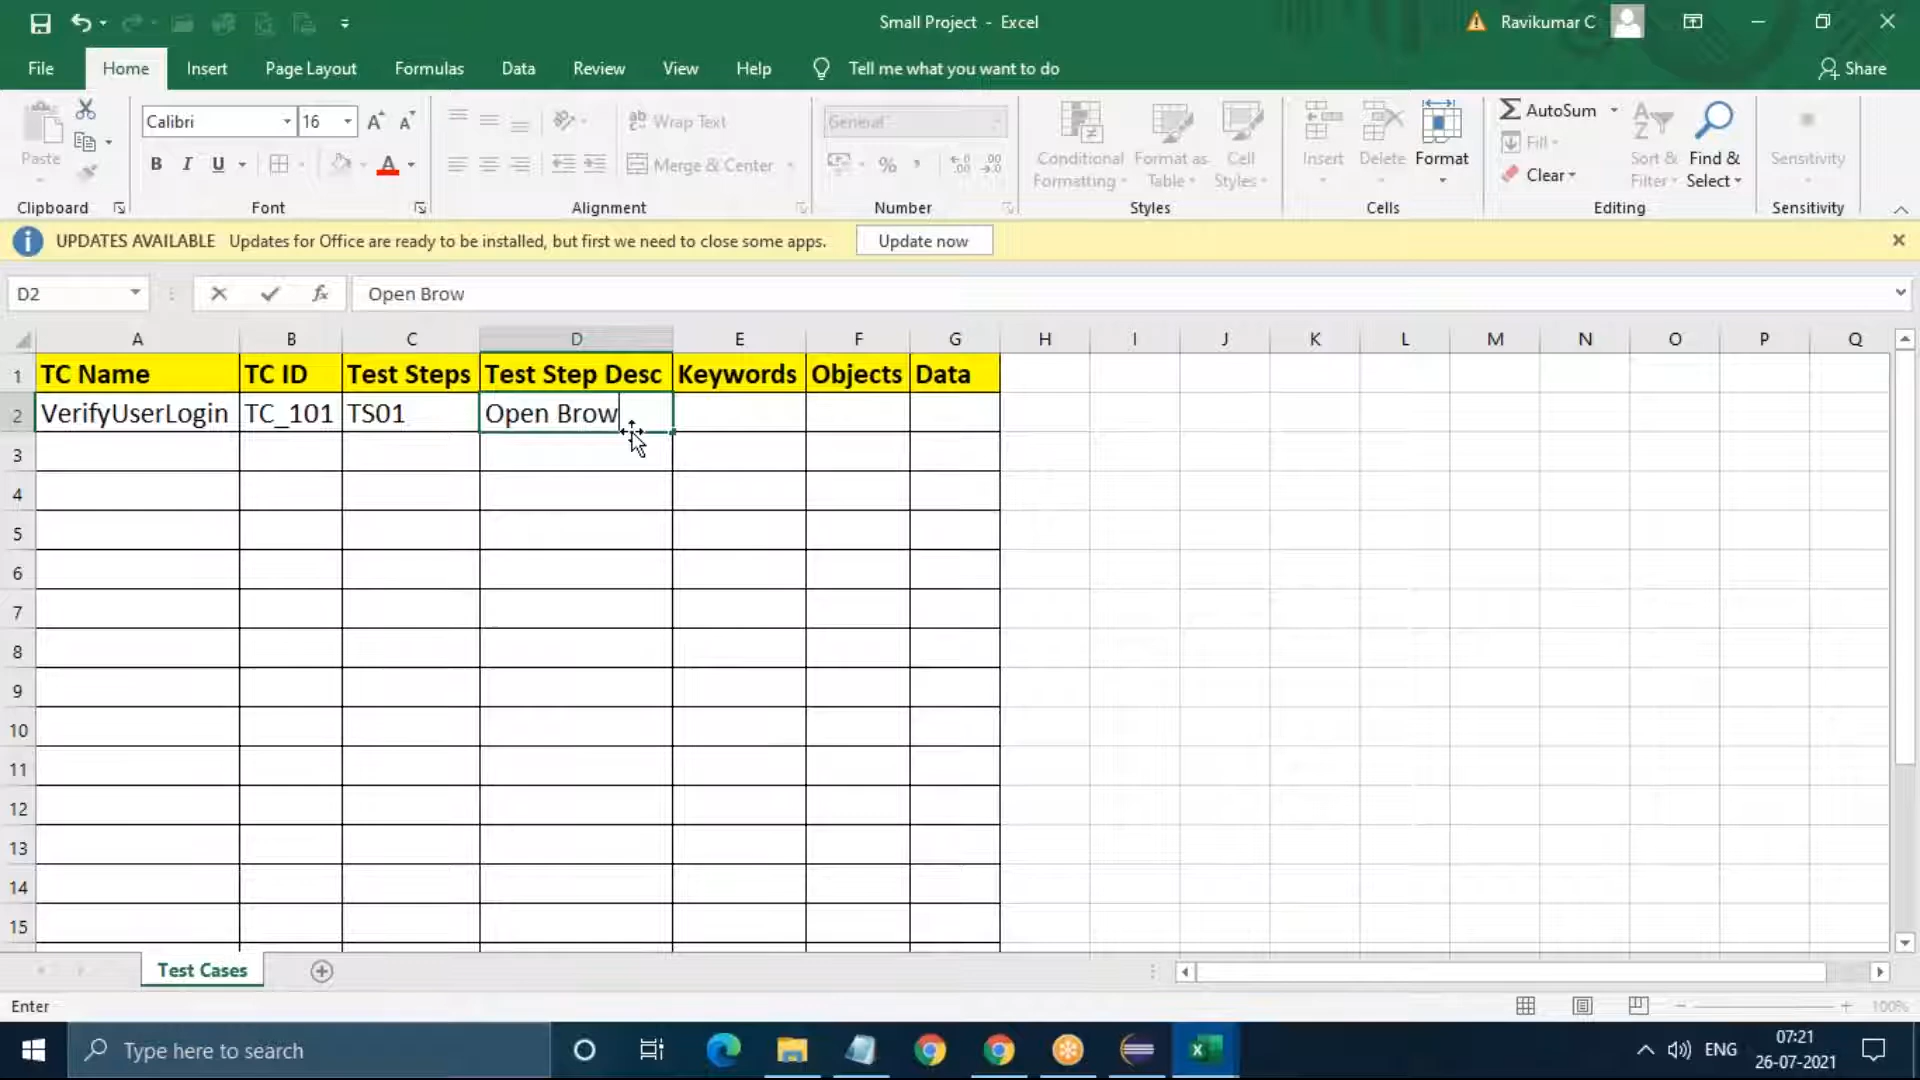 Small Project - Excel
Ravikumar C
File Home Insert Page Layout Formulas Data Review View Help Tell me what you want to do
Share
Paste
Clipboard
Calibri 16
B I U
Font
Wrap Text
Merge & Center
Alignment
General
Number
Conditional Formatting
Format as Table
Cell Styles
Styles
Insert Delete Format
Cells
AutoSum
Fill
Clear
Sort & Filter
Find & Select
Editing
Sensitivity
Sensitivity
UPDATES AVAILABLE Updates for Office are ready to be installed, but first we need to close some apps. Update now
D2 fx Open Brow
A B C D E F G H I J K L M N O P Q
1 TC Name TC ID Test Steps Test Step Desc Keywords Objects Data
2 VerifyUserLogin TC_101 TS01 Open Brow
3
4
5
6
7
8
9
10
11
12
13
14
15
Test Cases
Enter
100%
Type here to search
ENG
07:21
26-07-2021